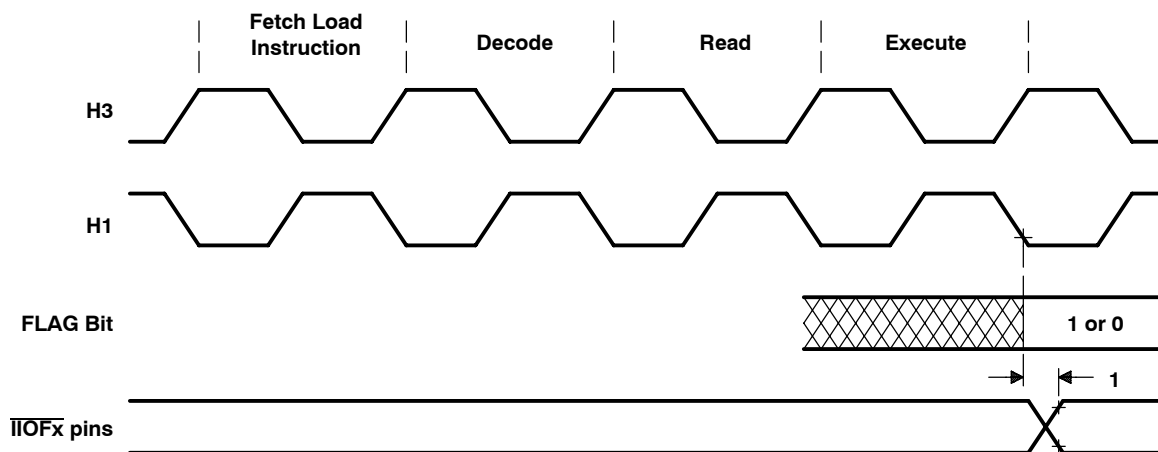 Fetch Load
Instruction
Decode
Read
Execute
H3
H1
FLAG Bit
1 or 0
1
IIOFx pins